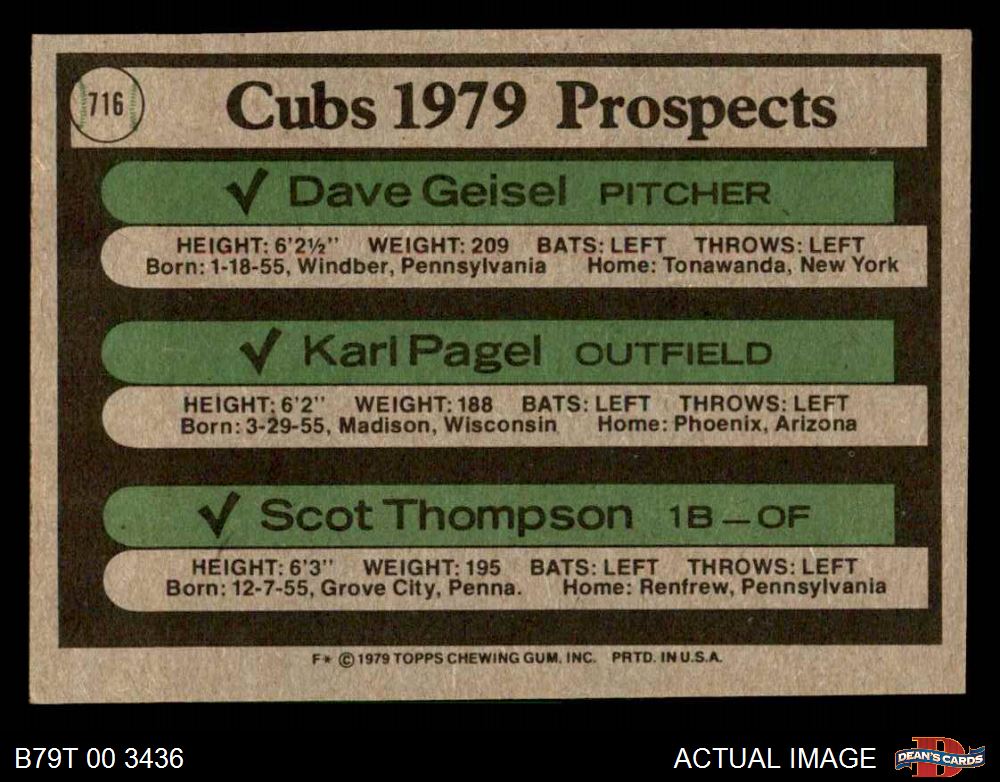 716
Cubs 1979 Prospects
✓ Dave Geisel PITCHER
HEIGHT: 6'2½" WEIGHT: 209 BATS: LEFT THROWS: LEFT
Born: 1-18-55, Windber, Pennsylvania Home: Tonawanda, New York
✓ Karl Pagel OUTFIELD
HEIGHT: 6'2" WEIGHT: 188 BATS: LEFT THROWS: LEFT
Born: 3-29-55, Madison, Wisconsin Home: Phoenix, Arizona
✓ Scot Thompson 1B—OF
HEIGHT: 6'3" WEIGHT: 195 BATS: LEFT THROWS: LEFT
Born: 12-7-55, Grove City, Penna. Home: Renfrew, Pennsylvania
F* © 1979 TOPPS CHEWING GUM, INC. PRTD. IN U.S.A.
B79T 00 3436 ACTUAL IMAGE
D
DEAN'S CARDS